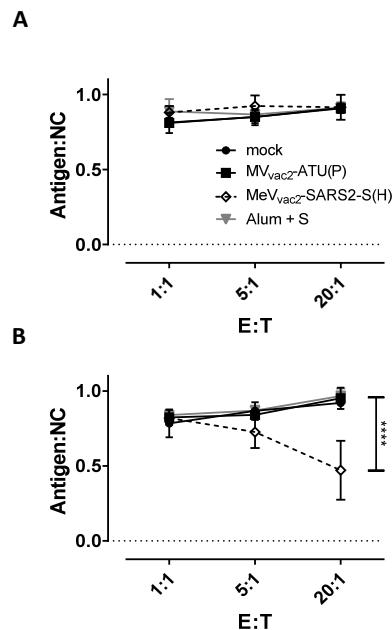 A
Antigen:NC
1.0
0.5
0.0
mock
MVvac2-ATU(P)
MeVvac2-SARS2-S(H)
Alum + S
1:1
5:1
20:1
E:T
B
Antigen:NC
1.0
0.5
0.0
****
1:1
5:1
20:1
E:T